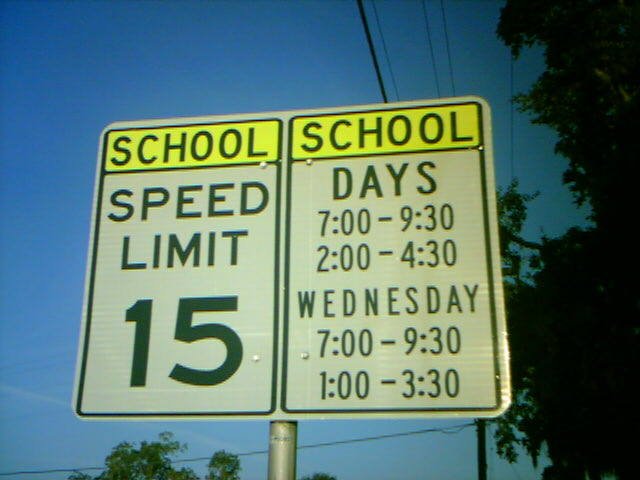 SCHOOL
SPEED
LIMIT
15
SCHOOL
DAYS
7:00 - 9:30
2:00 - 4:30
WEDNESDAY
7:00 - 9:30
1:00 - 3:30